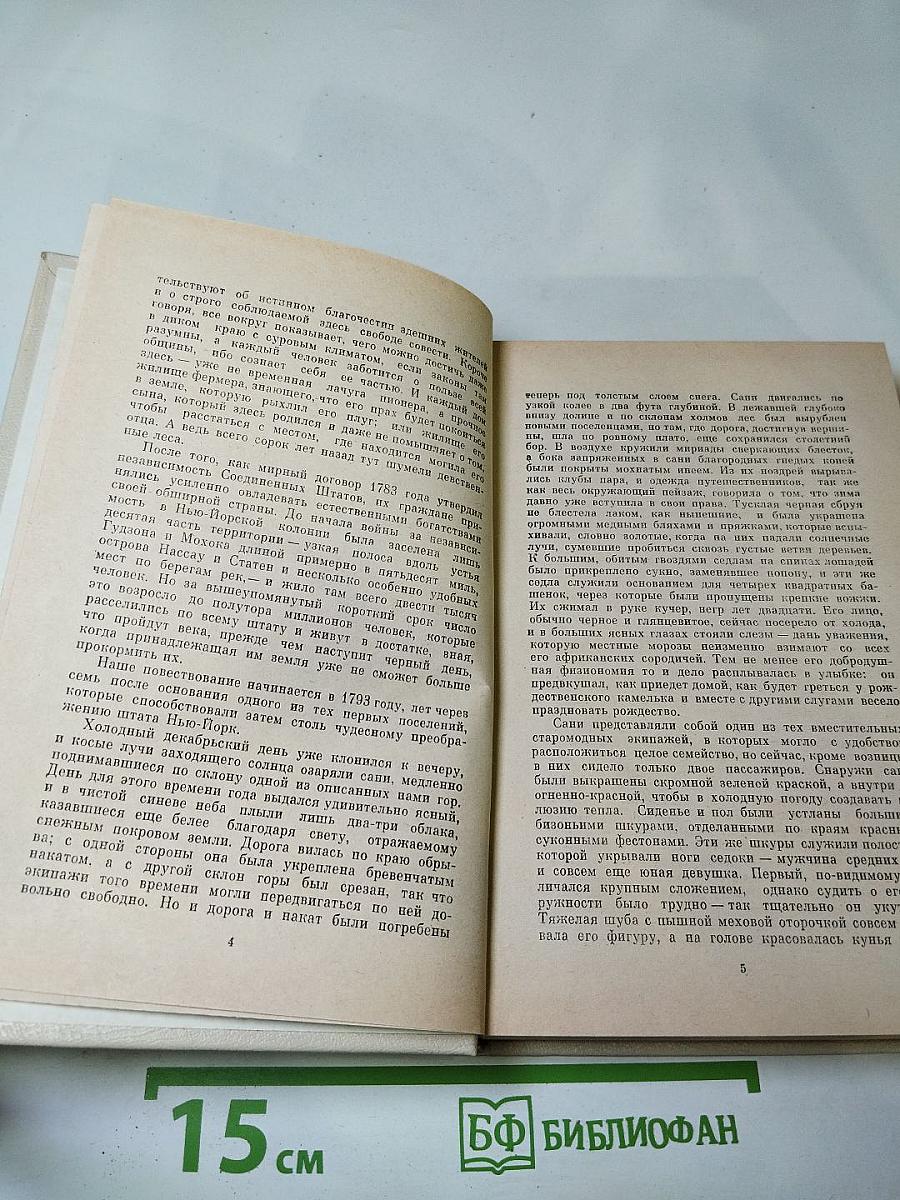 тельствуют об истинном благочестии здешних жителей
и о строго соблюдаемой здесь свободе совести. Короче
говоря, все вокруг показывает, чего можно достичь даже
в диком краю с суровым климатом, если законы там
разумны, а каждый человек заботится о пользе всей
общины, ибо сознает себя ее частью. И каждый дом
здесь — уже не временная лачуга пионера, а прочное
жилище фермера, знающего, что его прах будет покоиться
в земле, которую рыхлил его плуг; или жилище его
сына, который здесь родился и даже не помышляет о том,
чтобы расстаться с местом, где находится могила его
отца. А ведь всего сорок лет назад тут шумели девствен-
ные леса.
После того, как мирный договор 1783 года утвердил
независимость Соединенных Штатов, их граждане при-
нялись усиленно овладевать естественными богатствами
своей обширной страны. До начала войны за независи-
мость в Нью-Йорской колонии была заселена лишь
десятая часть территории — узкая полоса вдоль устья
Гудзона и Мохока длиной примерно в пятьдесят миль,
острова Нассау и Статен и несколько особенно удобных
мест по берегам рек,— и жило там всего двести тысяч
человек. Но за вышеупомянутый короткий срок число
это возросло до полутора миллионов человек, которые
расселились по всему штату и живут в достатке, зная,
что пройдут века, прежде чем наступит черный день,
когда принадлежащая им земля уже не сможет больше
прокормить их.
Наше повествование начинается в 1793 году, лет через
семь после основания одного из тех первых поселений,
которые способствовали затем столь чудесному преобра-
жению штата Нью-Йорк.
Холодный декабрьский день уже клонился к вечеру,
и косые лучи заходящего солнца озаряли сани, медленно
поднимавшиеся по склону одной из описанных нами гор.
День для этого времени года выдался удивительно ясный,
и в чистой синеве неба плыли лишь два-три облака,
казавшиеся еще более благодаря свету, отражаемому
снежным покровом земли. Дорога вилась по краю обры-
ва; с одной стороны она была укреплена бревенчатым
накатом, а с другой склон горы был срезан, так что
экипажи того времени могли передвигаться по ней до-
вольно свободно. Но и дорога и накат были погребены
4
теперь под толстым слоем снега. Сани двигались по
узкой колее в два фута глубиной. В лежавшей глубоко
внизу долине и по склонам холмов лес был вырублен
новыми поселенцами, но там, где дорога, достигнув верши-
ны, шла по ровному плато, еще сохранился столетний
бор. В воздухе кружили мириады сверкающих блесток,
а бока запряженных в сани благородных гнедых коней
были покрыты мохнатым инеем. Из их ноздрей вырыва-
лись клубы пара, и одежда путешественников, так же
как весь окружающий пейзаж, говорила о том, что зима
давно уже вступила в свои права. Тусклая черная сбруя
не блестела лаком, как нынешние, и была украшена
огромными медными бляхами и пряжками, которые вспы-
хивали, словно золотые, когда на них падали солнечные
лучи, сумевшие пробиться сквозь густые ветви деревьев.
К большим, обитым гвоздями седлам на спинах лошадей
было прикреплено сукно, заменявшее попону, и эти же
седла служили основанием для четырех квадратных ба-
шенок, через которые были пропущены крепкие вожжи.
Их сжимал в руке кучер, негр лет двадцати. Его лицо,
обычно черное и глянцевитое, сейчас посерело от холода,
и в больших ясных глазах стояли слезы — дань уважения,
которую местные морозы неизменно взимают со всех
его африканских сородичей. Тем не менее его добродуш-
ная физиономия то и дело расплывалась в улыбке: он
предвкушал, как приедет домой, как будет греться у рож-
дественского камелька и вместе с другими слугами весело
праздновать рождество.
Сани представляли собой один из тех вместительных
старомодных экипажей, в которых могло с удобством
расположиться целое семейство, но сейчас, кроме возницы
в них сидело только двое пассажиров. Снаружи сан
были выкрашены скромной зеленой краской, а внутри
огненно-красной, чтобы в холодную погоду создавать
люзию тепла. Сиденье и пол были устланы больши
бизоньими шкурами, отделанными по краям красн
суконными фестонами. Эти же шкуры служили полост
которой укрывали ноги седоки — мужчина средних
и совсем еще юная девушка. Первый, по-видимому
личался крупным сложением, однако судить о ег
ружности было трудно — так тщательно он укут
Тяжелая шуба с пышной меховой оторочкой совсем
вала его фигуру, а на голове красовалась кунья
5
15 см
БФ БИБЛИОФАН